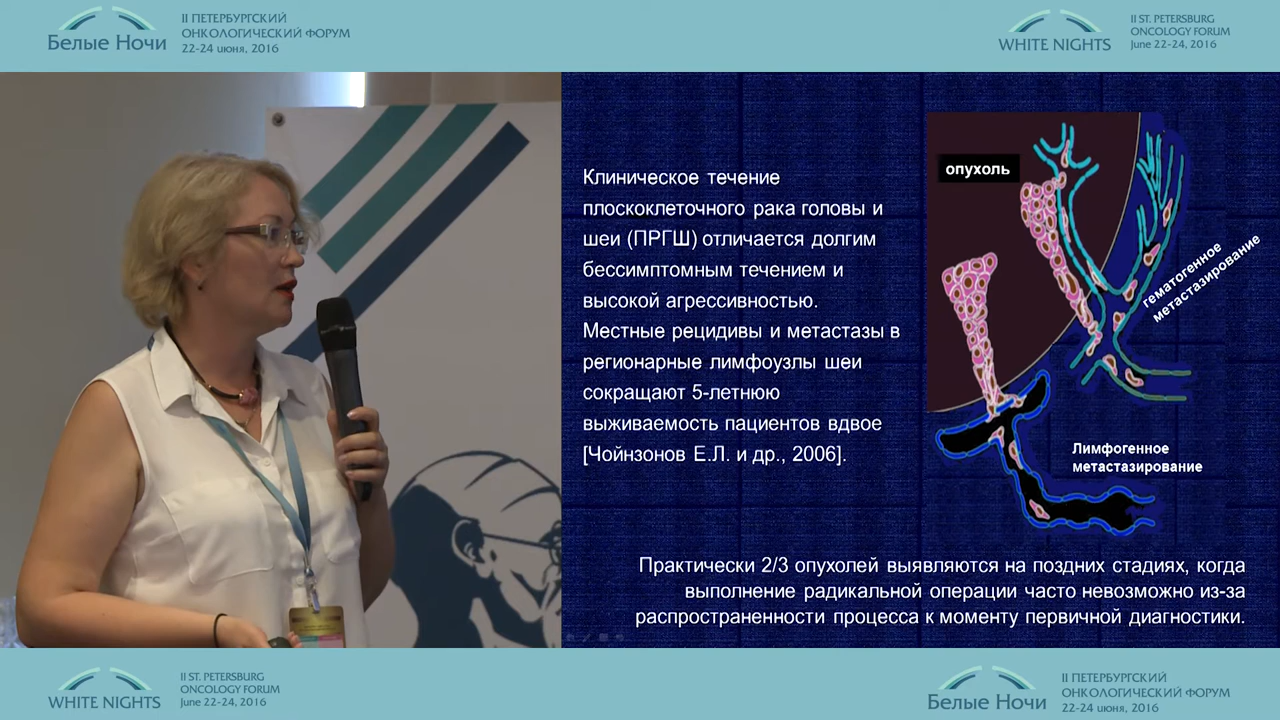 II ПЕТЕРБУРГСКИЙ
ОНКОЛОГИЧЕСКИЙ ФОРУМ
Белые Ночи
22-24 июня, 2016
II ST. PETERSBURG
ONCOLOGY FORUM
WHITE NIGHTS
June 22-24, 2016
Клиническое течение
плоскоклеточного рака головы и
шеи (ПРГШ) отличается долгим
бессимптомным течением и
высокой агрессивностью.
Местные рецидивы и метастазы в
регионарные лимфоузлы шеи
сокращают 5-летнюю
выживаемость пациентов вдвое
[Чойнзонов Е.Л. и др., 2006].
опухоль
гематогенное
метастазирование
Лимфогенное
метастазирование
Практически 2/3 опухолей выявляются на поздних стадиях, когда
выполнение радикальной операции часто невозможно из-за
распространенности процесса к моменту первичной диагностики.
II ST. PETERSBURG
ONCOLOGY FORUM
WHITE NIGHTS
June 22-24, 2016
II ПЕТЕРБУРГСКИЙ
ОНКОЛОГИЧЕСКИЙ ФОРУМ
Белые Ночи
22-24 июня, 2016